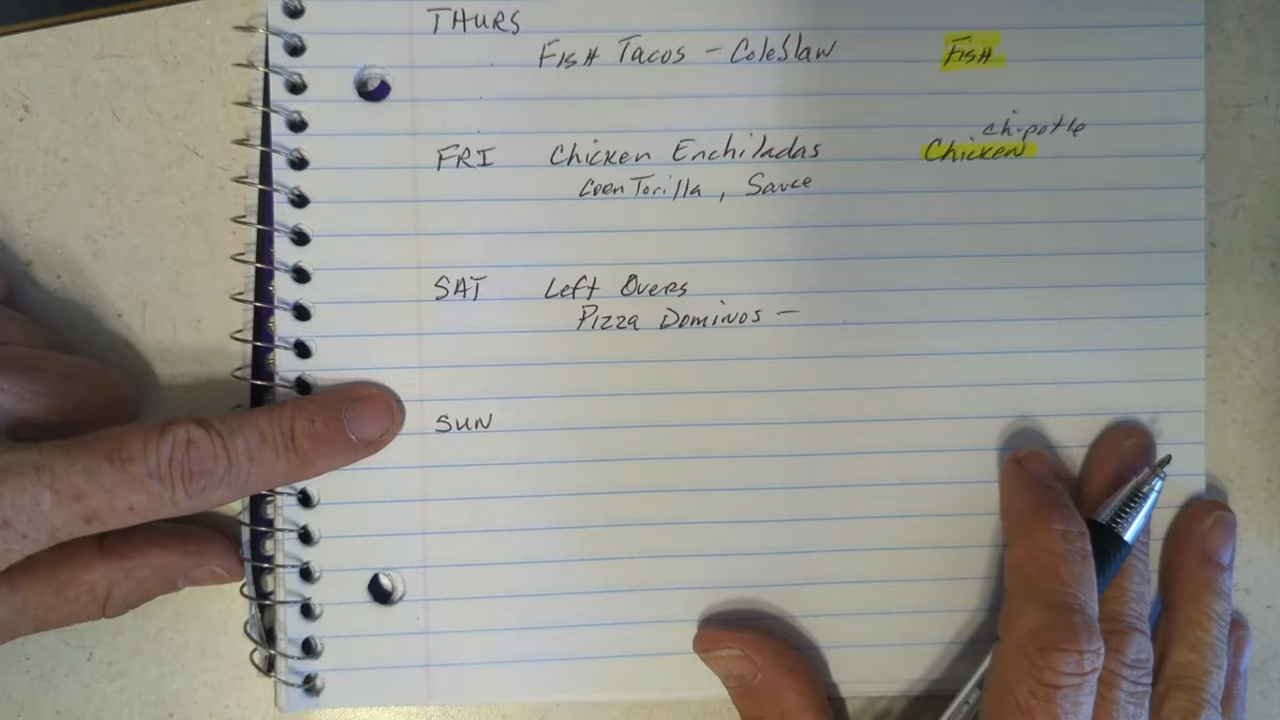 THURS
Fish Tacos - Coleslaw Fish
chipotle
FRI Chicken Enchiladas Chicken
Corn Torilla, Sauce
SAT Left Overs
Pizza Dominos -
SUN